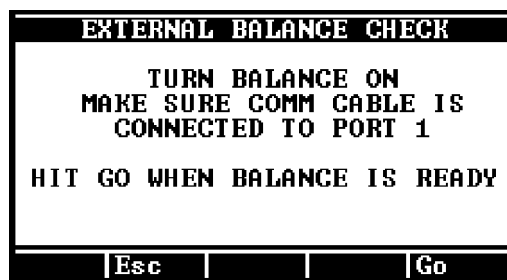 EXTERNAL BALANCE CHECK
TURN BALANCE ON
MAKE SURE COMM CABLE IS
CONNECTED TO PORT 1
HIT GO WHEN BALANCE IS READY
Esc Go